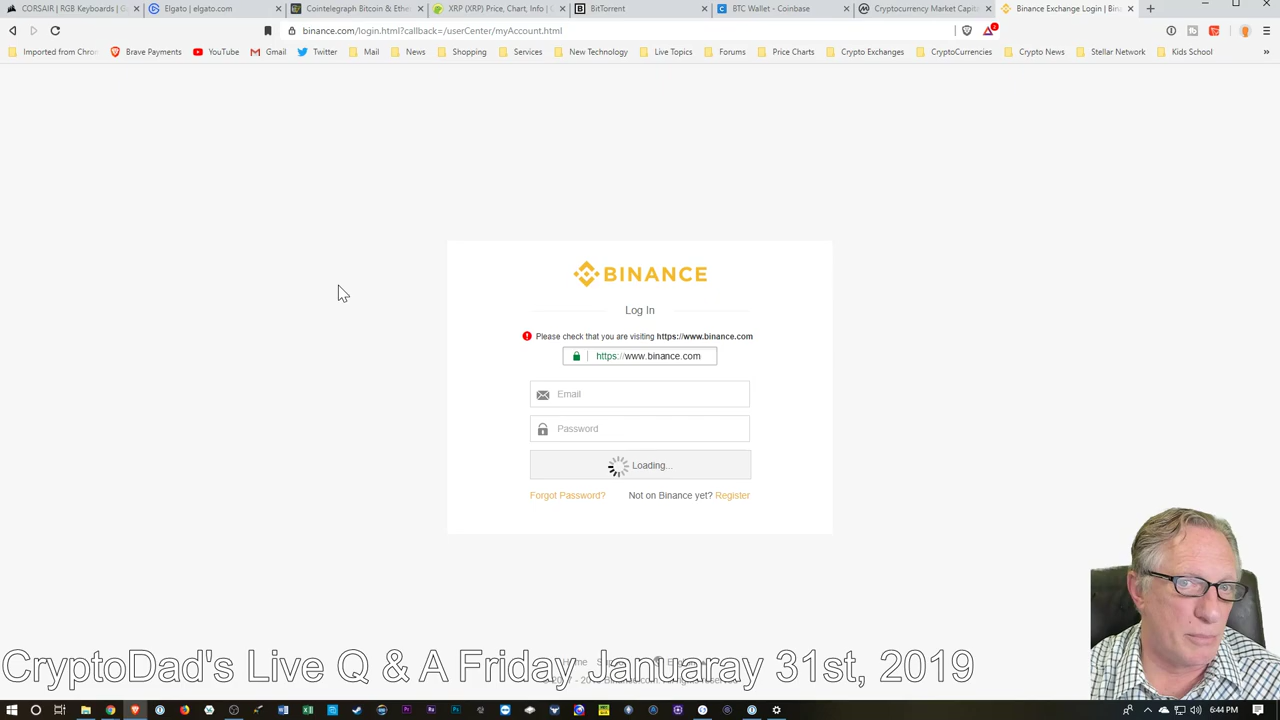 CORSAIR | RGB Keyboards | G
Elgato | elgato.com
Cointelegraph Bitcoin & Ethe
XRP (XRP) Price, Chart, Info |
BitTorrent
BTC Wallet - Coinbase
Cryptocurrency Market Capit
Binance Exchange Login | Bin
binance.com/login.html?callback=/userCenter/myAccount.html
Imported from Chrom
Brave Payments
YouTube
Gmail
Twitter
Mail
News
Shopping
Services
New Technology
Live Topics
Forums
Price Charts
Crypto Exchanges
CryptoCurrencies
Crypto News
Stellar Network
Kids School
BINANCE
Log In
Please check that you are visiting https://www.binance.com
https://www.binance.com
Email
Password
Loading...
Forgot Password?
Not on Binance yet? Register
Home
CryptoDad's Live Q & A Friday Januaray 31st, 2019
6:44 PM